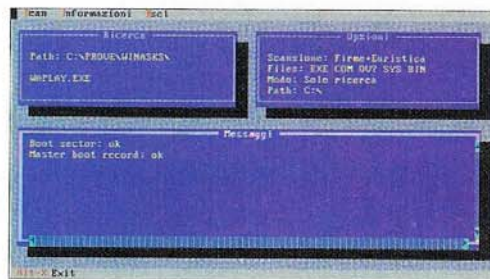 Scan Informazioni Esci
Ricerca
Path: C:\PROVE\WINASKS\
WAPLAY.EXE
Opzioni
Scansione: Firme+Euristica
Files: EXE COM OV? SYS BIN
Modo: Solo ricerca
Path: C:\
Messaggi
Boot sector: ok
Master boot record: ok
Alt-X Exit